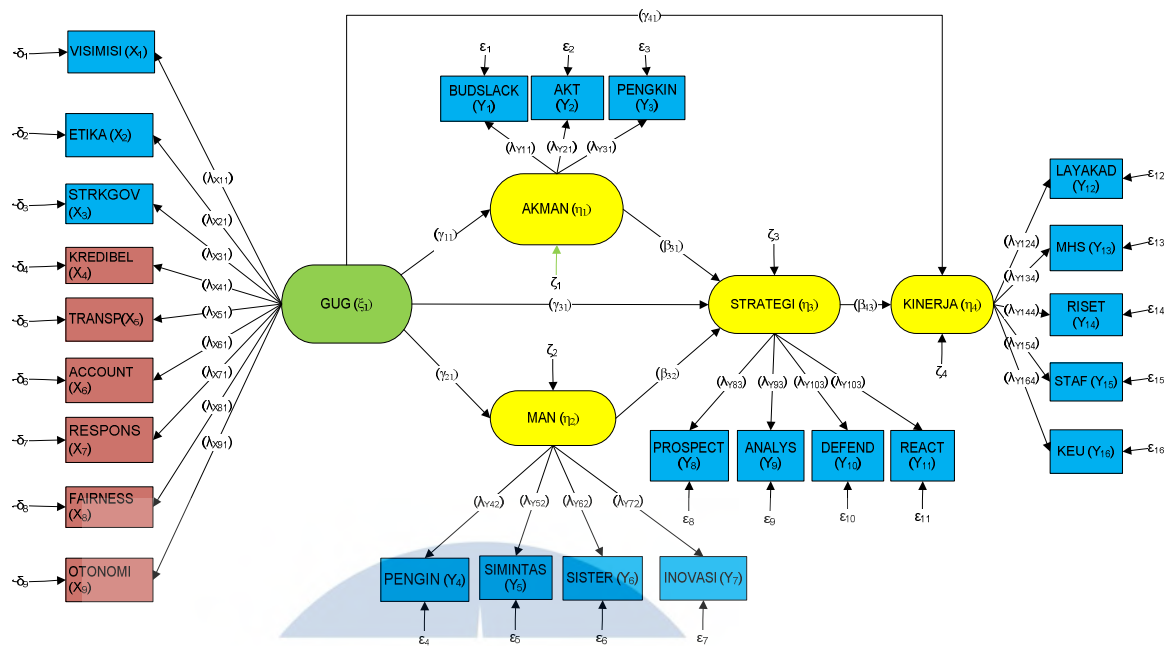 (γ41)
-δ1
VISIMISI (X1)
-δ2
ETIKA (X2)
-δ3
STRKGOV
(X3)
-δ4
KREDIBEL
(X4)
-δ5
TRANSP(X5)
-δ6
ACCOUNT
(X6)
-δ7
RESPONS
(X7)
-δ6
FAIRNESS
(X8)
-δ9
OTONOMI
(X9)
(λX11)
(λX21)
(λX31)
(λX41)
(λX51)
(λX61)
(λX71)
(λX81)
(λX91)
GUG (ξ1)
ε1
ε2
ε3
BUDSLACK
(Y1)
AKT
(Y2)
PENGKIN
(Y3)
(λY11)
(λY21)
(λY31)
AKMAN (η1)
ζ1
(γ11)
(γ31)
(γ21)
(β31)
(β32)
ζ2
MAN (η2)
(λY42)
(λY52)
(λY62)
(λY72)
PENGIN (Y4)
SIMINTAS
(Y5)
SISTER (Y6)
INOVASI (Y7)
ε4
ε5
ε6
ε7
ζ3
STRATEGI (η3)
(λY83)
(λY93)
(λY103)
(λY103)
PROSPECT
(Y8)
ANALYS
(Y9)
DEFEND
(Y10)
REACT
(Y11)
ε8
ε9
ε10
ε11
(β13)
KINERJA (η4)
ζ4
(λY124)
(λY134)
(λY144)
(λY154)
(λY164)
LAYAKAD
(Y12)
ε12
MHS (Y13)
ε13
RISET
(Y14)
ε14
STAF (Y15)
ε15
KEU (Y16)
ε16